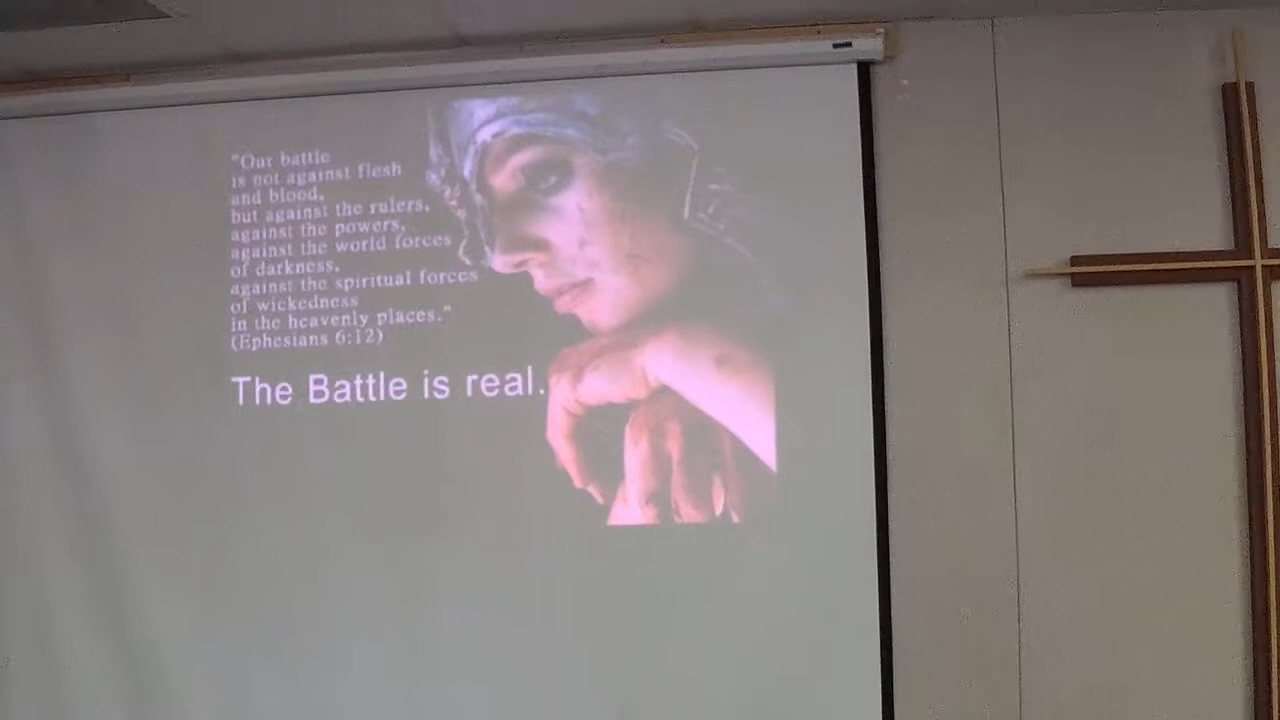 "Our battle
is not against flesh
and blood,
but against the rulers,
against the powers,
against the world forces
of darkness,
against the spiritual forces
of wickedness
in the heavenly places."
(Ephesians 6:12)
The Battle is real.